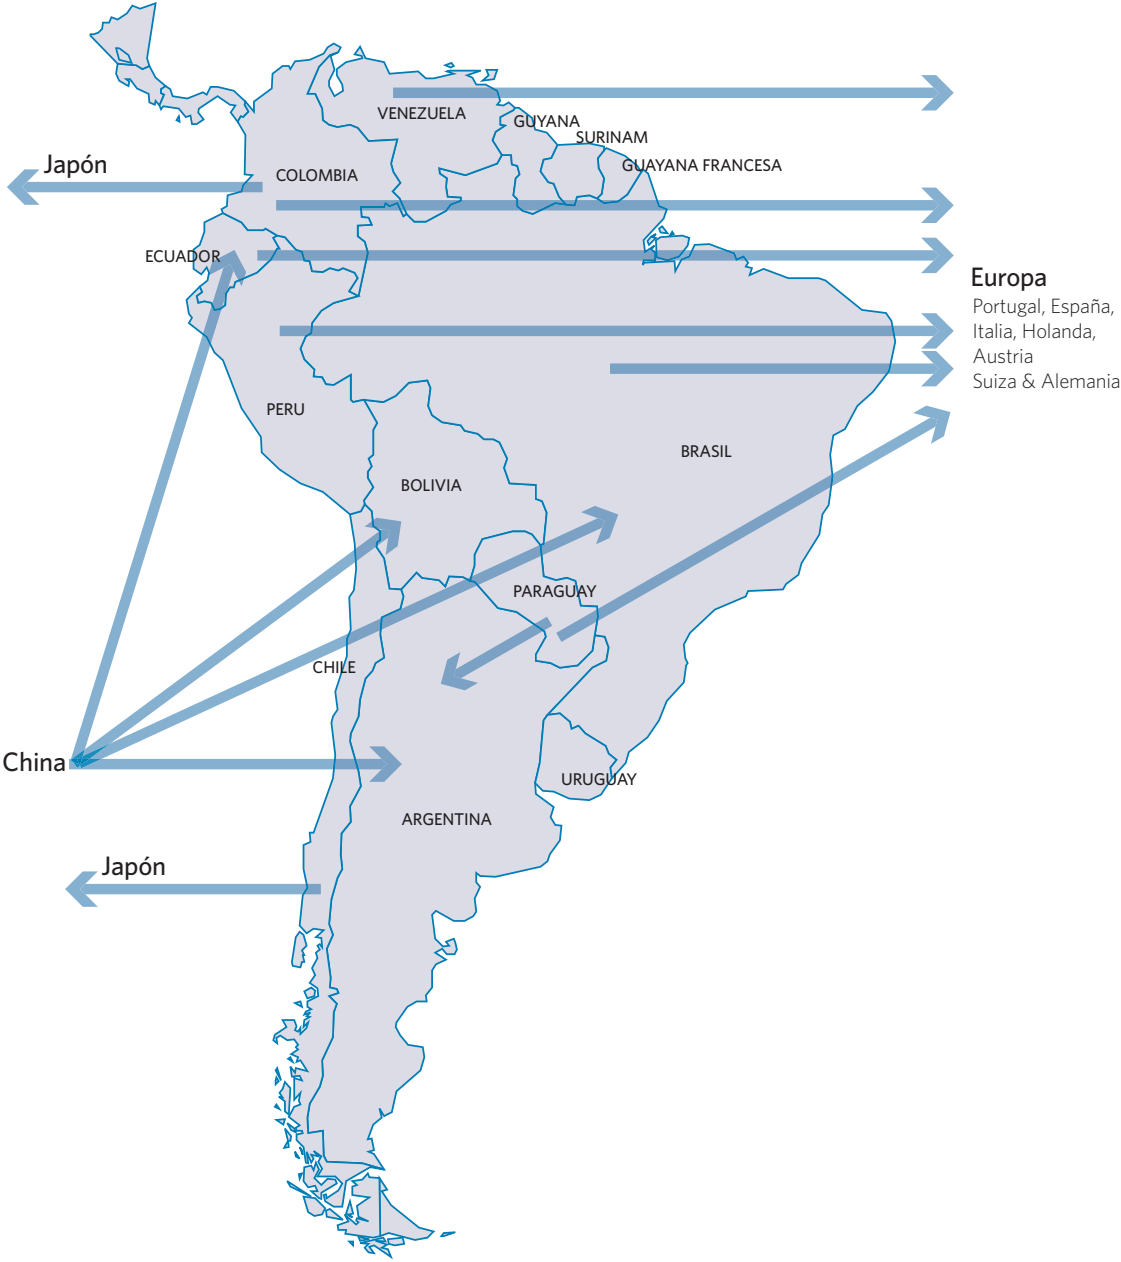 VENEZUELA
GUYANA
SURINAM
GUAYANA FRANCESA
Japón
COLOMBIA
ECUADOR
Europa
Portugal, España,
Italia, Holanda,
Austria
Suiza & Alemania
PERU
BRASIL
BOLIVIA
PARAGUAY
CHILE
China
URUGUAY
ARGENTINA
Japón